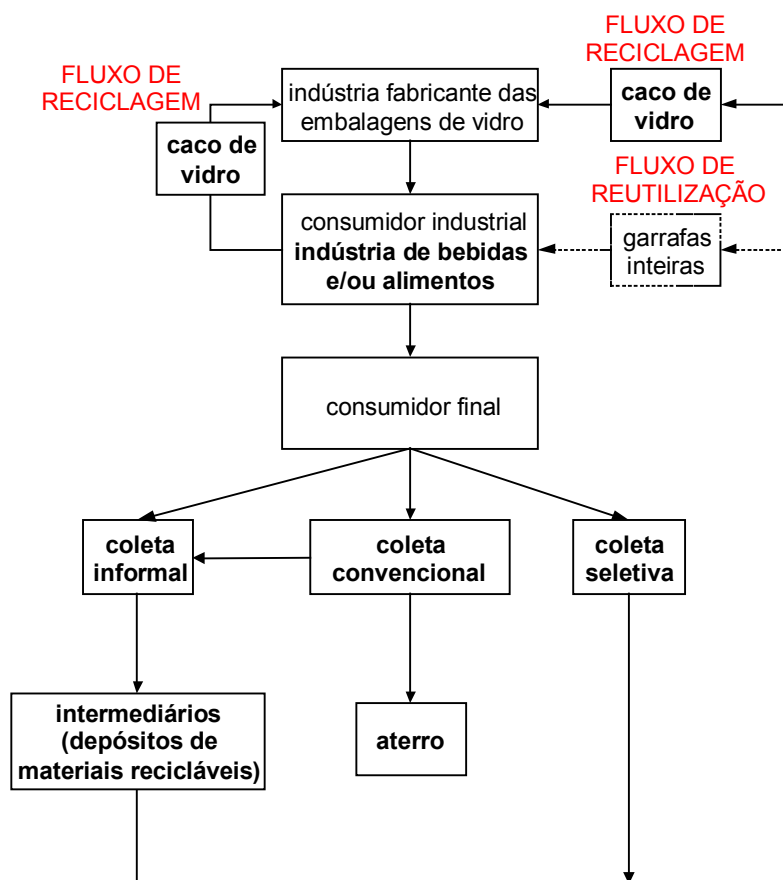 FLUXO DE
RECICLAGEM
FLUXO DE
RECICLAGEM
indústria fabricante das
embalagens de vidro
caco de
vidro
caco de
vidro
FLUXO DE
REUTILIZAÇÃO
consumidor industrial
indústria de bebidas
e/ou alimentos
garrafas
inteiras
consumidor final
coleta
informal
coleta
convencional
coleta
seletiva
intermediários
(depósitos de
materiais recicláveis)
aterro